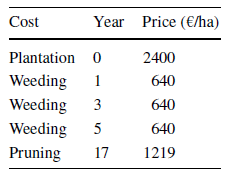 Cost Year Price (€/ha)
Plantation 0 2400
Weeding 1 640
Weeding 3 640
Weeding 5 640
Pruning 17 1219